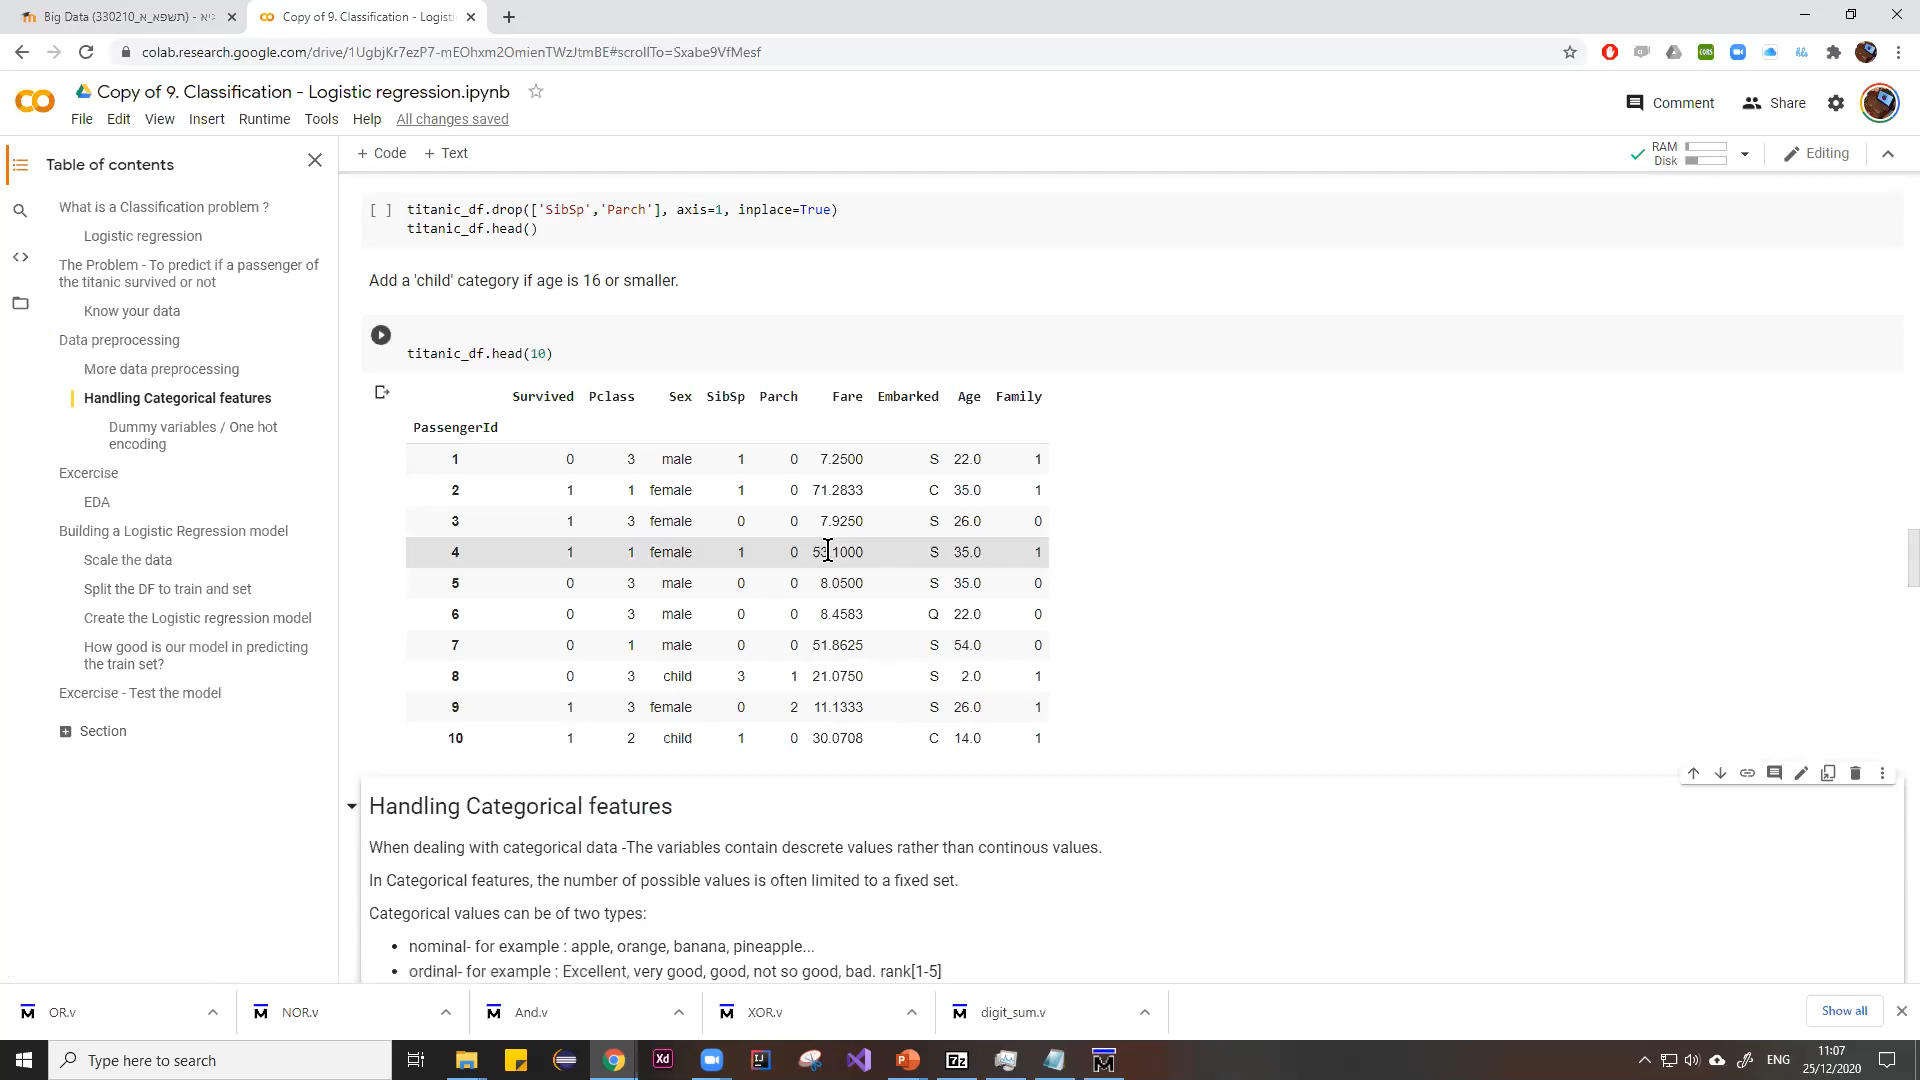 Big Data (330210_תשפא_א) - גיא
Copy of 9. Classification - Logisti
colab.research.google.com/drive/1UgbjKr7ezP7-mEOhxm2OmienTWzJtmBE#scrollTo=Sxabe9VfMesf
Copy of 9. Classification - Logistic regression.ipynb
Comment
Share
File Edit View Insert Runtime Tools Help All changes saved
Table of contents
+ Code + Text
RAM
Disk
Editing
What is a Classification problem ?
Logistic regression
The Problem - To predict if a passenger of
the titanic survived or not
Know your data
Data preprocessing
More data preprocessing
Handling Categorical features
Dummy variables / One hot
encoding
Excercise
EDA
Building a Logistic Regression model
Scale the data
Split the DF to train and set
Create the Logistic regression model
How good is our model in predicting
the train set?
Excercise - Test the model
Section
[ ] titanic_df.drop(['SibSp','Parch'], axis=1, inplace=True)
titanic_df.head()
Add a 'child' category if age is 16 or smaller.
titanic_df.head(10)
Survived Pclass Sex SibSp Parch Fare Embarked Age Family
PassengerId
1 0 3 male 1 0 7.2500 S 22.0 1
2 1 1 female 1 0 71.2833 C 35.0 1
3 1 3 female 0 0 7.9250 S 26.0 0
4 1 1 female 1 0 53.1000 S 35.0 1
5 0 3 male 0 0 8.0500 S 35.0 0
6 0 3 male 0 0 8.4583 Q 22.0 0
7 0 1 male 0 0 51.8625 S 54.0 0
8 0 3 child 3 1 21.0750 S 2.0 1
9 1 3 female 0 2 11.1333 S 26.0 1
10 1 2 child 1 0 30.0708 C 14.0 1
Handling Categorical features
When dealing with categorical data -The variables contain descrete values rather than continous values.
In Categorical features, the number of possible values is often limited to a fixed set.
Categorical values can be of two types:
• nominal- for example : apple, orange, banana, pineapple...
• ordinal- for example : Excellent, very good, good, not so good, bad. rank[1-5]
OR.v
NOR.v
And.v
XOR.v
digit_sum.v
Show all
Type here to search
ENG
11:07
25/12/2020